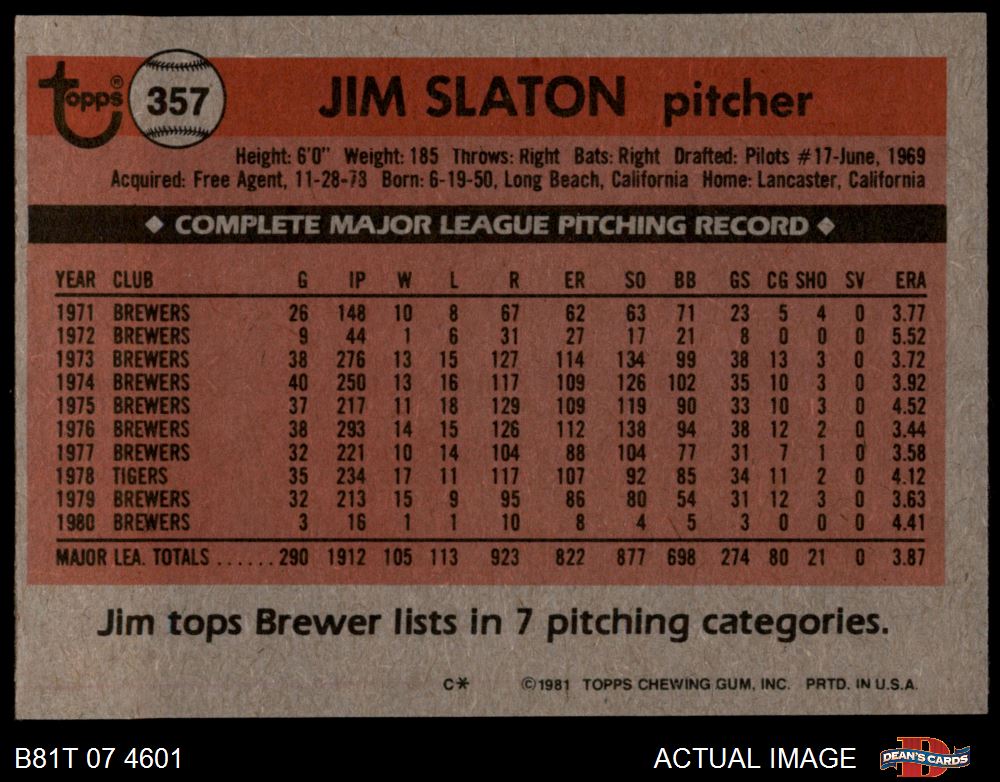 topps® 357 JIM SLATON pitcher
Height: 6'0" Weight: 185 Throws: Right Bats: Right Drafted: Pilots #17-June, 1969
Acquired: Free Agent, 11-28-78 Born: 6-19-50, Long Beach, California Home: Lancaster, California
◆ COMPLETE MAJOR LEAGUE PITCHING RECORD ◆
YEAR CLUB G IP W L R ER SO BB GS CG SHO SV ERA
1971 BREWERS 26 148 10 8 67 62 63 71 23 5 4 0 3.77
1972 BREWERS 9 44 1 6 31 27 17 21 8 0 0 0 5.52
1973 BREWERS 38 276 13 15 127 114 134 99 38 13 3 0 3.72
1974 BREWERS 40 250 13 16 117 109 126 102 35 10 3 0 3.92
1975 BREWERS 37 217 11 18 129 109 119 90 33 10 3 0 4.52
1976 BREWERS 38 293 14 15 126 112 138 94 38 12 2 0 3.44
1977 BREWERS 32 221 10 14 104 88 104 77 31 7 1 0 3.58
1978 TIGERS 35 234 17 11 117 107 92 85 34 11 2 0 4.12
1979 BREWERS 32 213 15 9 95 86 80 54 31 12 3 0 3.63
1980 BREWERS 3 16 1 1 10 8 4 5 3 0 0 0 4.41
MAJOR LEA. TOTALS ......290 1912 105 113 923 822 877 698 274 80 21 0 3.87
Jim tops Brewer lists in 7 pitching categories.
C* ©1981 TOPPS CHEWING GUM, INC. PRTD. IN U.S.A.
B81T 07 4601 ACTUAL IMAGE D DEAN'S CARDS